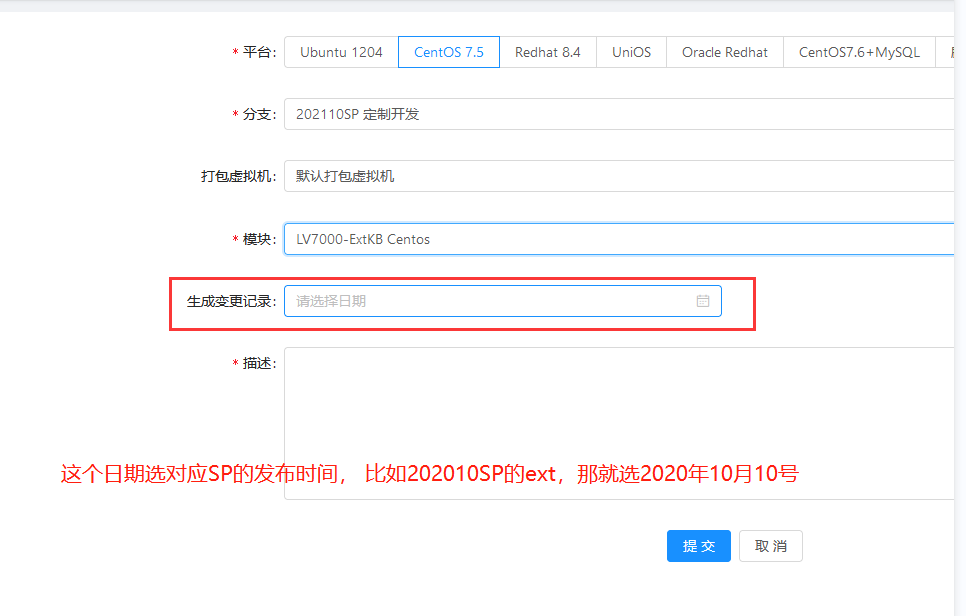 * 平台: Ubuntu 1204 CentOS 7.5 Redhat 8.4 UniOS Oracle Redhat CentOS7.6+MySQL
* 分支: 202110SP 定制开发
打包虚拟机: 默认打包虚拟机
* 模块: LV7000-ExtKB Centos
生成变更记录: 请选择日期
* 描述:
这个日期选对应SP的发布时间， 比如202010SP的ext，那就选2020年10月10号
提 交 取 消